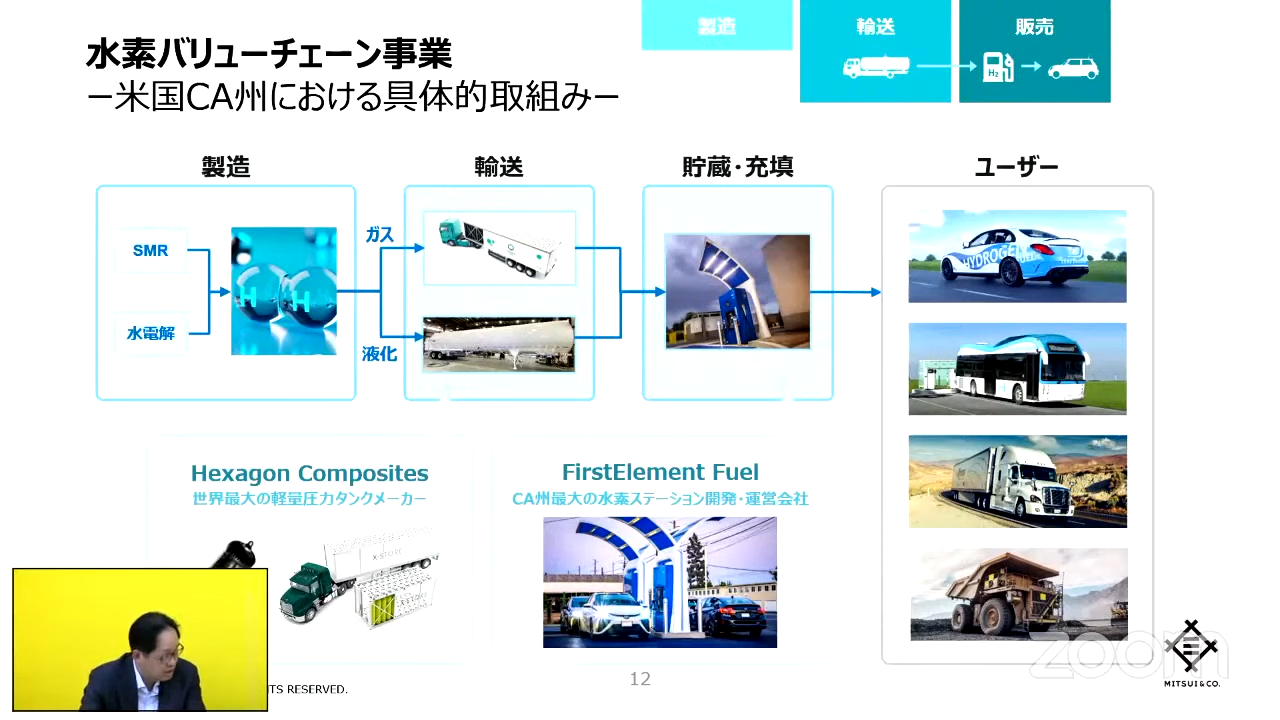 水素バリューチェーン事業
－米国CA州における具体的取組み－
製造
輸送
販売
H2
製造
輸送
貯蔵・充填
ユーザー
SMR
水電解
H H
ガス
液化
HYDROGEN
Hexagon Composites
世界最大の軽量圧力タンクメーカー
X-STORE
FirstElement Fuel
CA州最大の水素ステーション開発・運営会社
TS RESERVED.
12
zoom
MITSUI & CO.